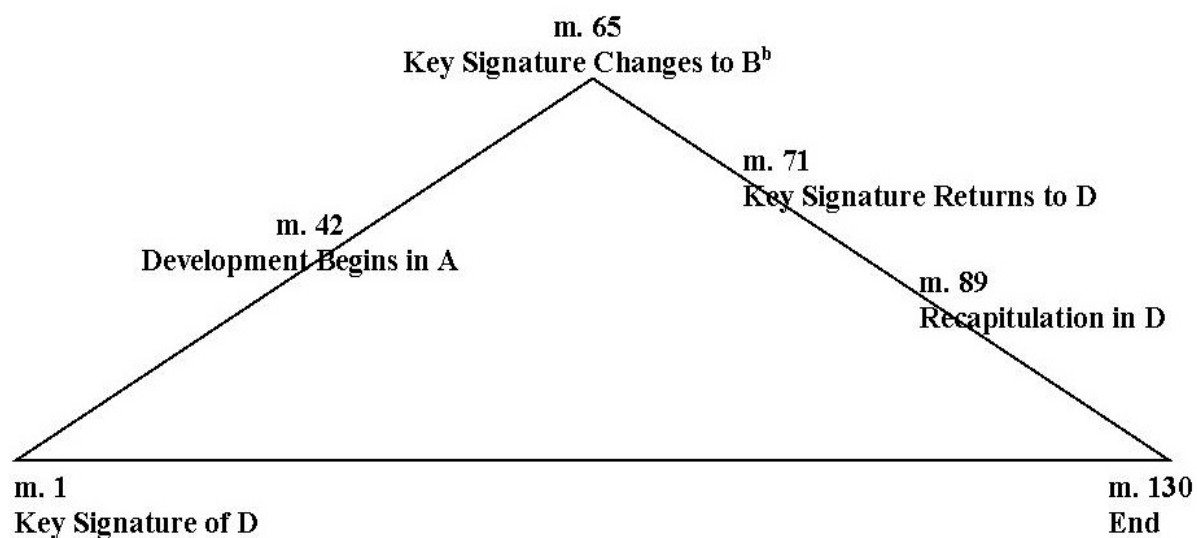 m. 65
Key Signature Changes to Bb
m. 71
Key Signature Returns to D
m. 42
Development Begins in A
m. 89
Recapitulation in D
m. 1
Key Signature of D
m. 130
End